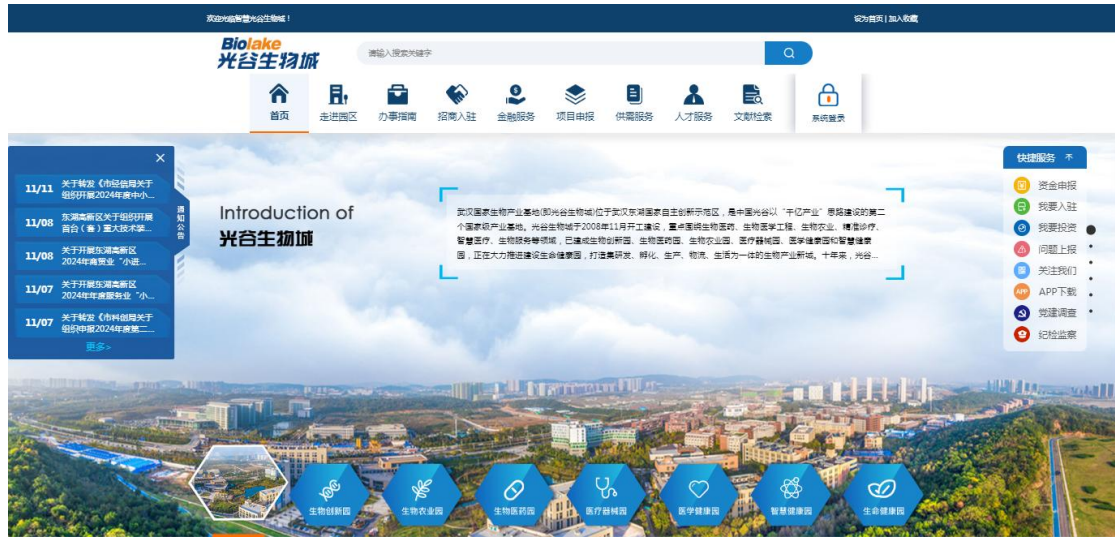 欢迎光临智慧光谷生物城！
设为首页 | 加入收藏
Biolake
光谷生物城
请输入搜索关键字
首页
走进园区
办事指南
招商入驻
金融服务
项目申报
供需服务
人才服务
文献检索
系统登录
通知公告
11/11 关于转发《市经信局关于
组织开展2024年度中小...
11/08 东湖高新区关于组织开展
首台（套）重大技术装...
11/08 关于开展东湖高新区
2024年商贸业“小进...
11/07 关于开展东湖高新区
2024年年度服务业“小...
11/07 关于转发《市科创局关于
组织申报2024年度第二...
更多>
Introduction of
光谷生物城
武汉国家生物产业基地(即光谷生物城)位于武汉东湖国家自主创新示范区，是中国光谷以“千亿产业”思路建设的第二
个国家级产业基地。光谷生物城于2008年11月开工建设，重点围绕生物医药、生物医学工程、生物农业、精准诊疗、
智慧医疗、生物服务等领域，已建成生物创新园、生物医药园、生物农业园、医疗器械园、医学健康园和智慧健康
园，正在大力推进建设生命健康园，打造集研发、孵化、生产、物流、生活为一体的生物产业新城。十年来，光谷...
快捷服务
资金申报
我要入驻
我要投资
问题上报
关注我们
APP APP下载
党建调查
纪检监察
生物创新园
生物农业园
生物医药园
医疗器械园
医学健康园
智慧健康园
生命健康园